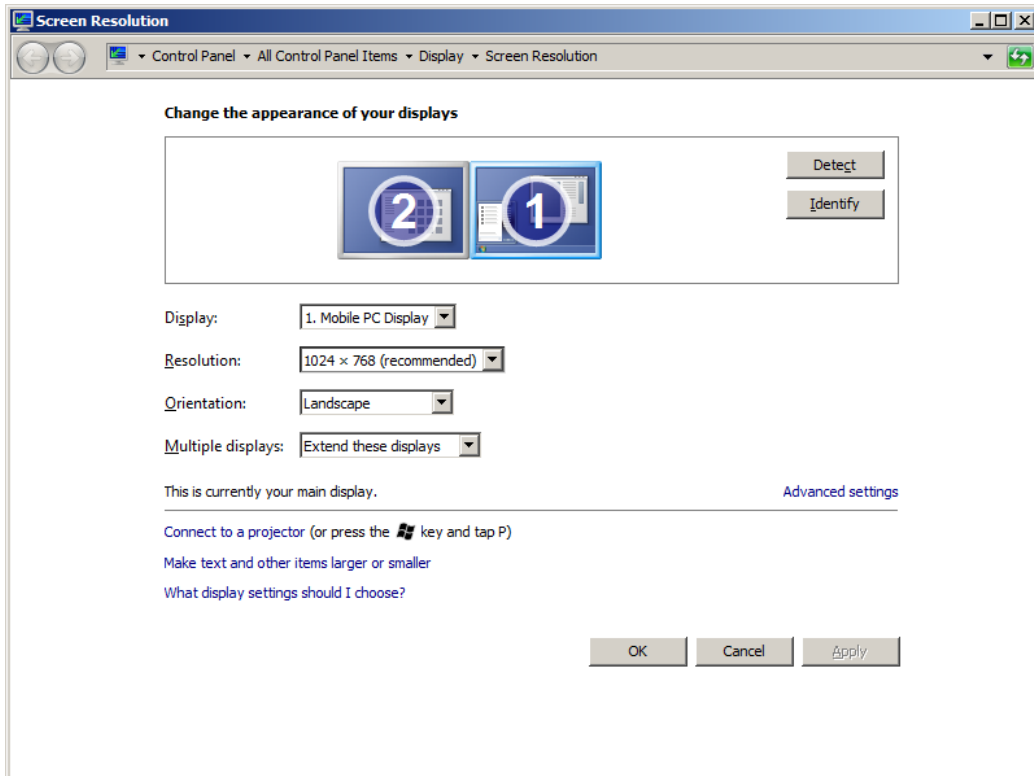 Screen Resolution
Control Panel All Control Panel Items Display Screen Resolution
Change the appearance of your displays
2 1
Detect
Identify
Display: 1. Mobile PC Display
Resolution: 1024 × 768 (recommended)
Orientation: Landscape
Multiple displays: Extend these displays
This is currently your main display. Advanced settings
Connect to a projector (or press the key and tap P)
Make text and other items larger or smaller
What display settings should I choose?
OK Cancel Apply